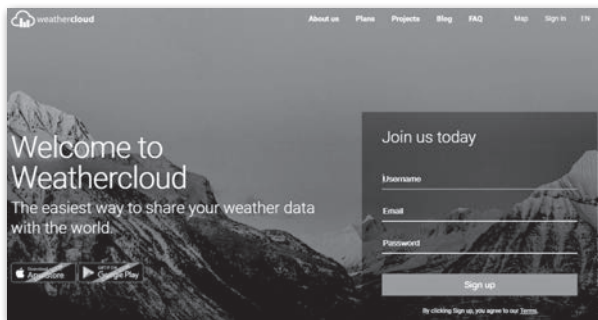 weathercloud
About us Plans Projects Blog FAQ Map Sign in EN
Welcome to
Weathercloud
The easiest way to share your weather data
with the world.
App Store
Google Play
Join us today
Username
Email
Password
Sign up
By clicking Sign up, you agree to our Terms.